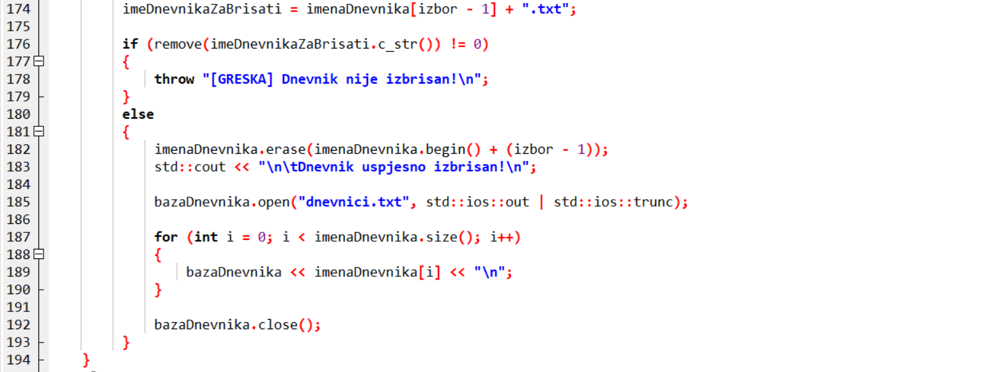 174 imeDnevnikaZaBrisati = imenaDnevnika[izbor - 1] + ".txt";
175
176 if (remove(imeDnevnikaZaBrisati.c_str()) != 0)
177 {
178 throw "[GRESKA] Dnevnik nije izbrisan!\n";
179 }
180 else
181 {
182 imenaDnevnika.erase(imenaDnevnika.begin() + (izbor - 1));
183 std::cout << "\n\tDnevnik uspjesno izbrisan!\n";
184
185 bazaDnevnika.open("dnevnici.txt", std::ios::out | std::ios::trunc);
186
187 for (int i = 0; i < imenaDnevnika.size(); i++)
188 {
189 bazaDnevnika << imenaDnevnika[i] << "\n";
190 }
191
192 bazaDnevnika.close();
193 }
194 }